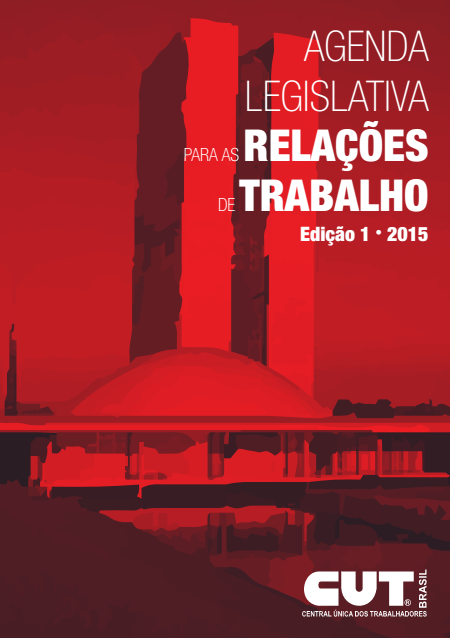 AGENDA
LEGISLATIVA
PARA AS RELAÇÕES
DE TRABALHO
Edição 1 • 2015
CUT® BRASIL
CENTRAL ÚNICA DOS TRABALHADORES